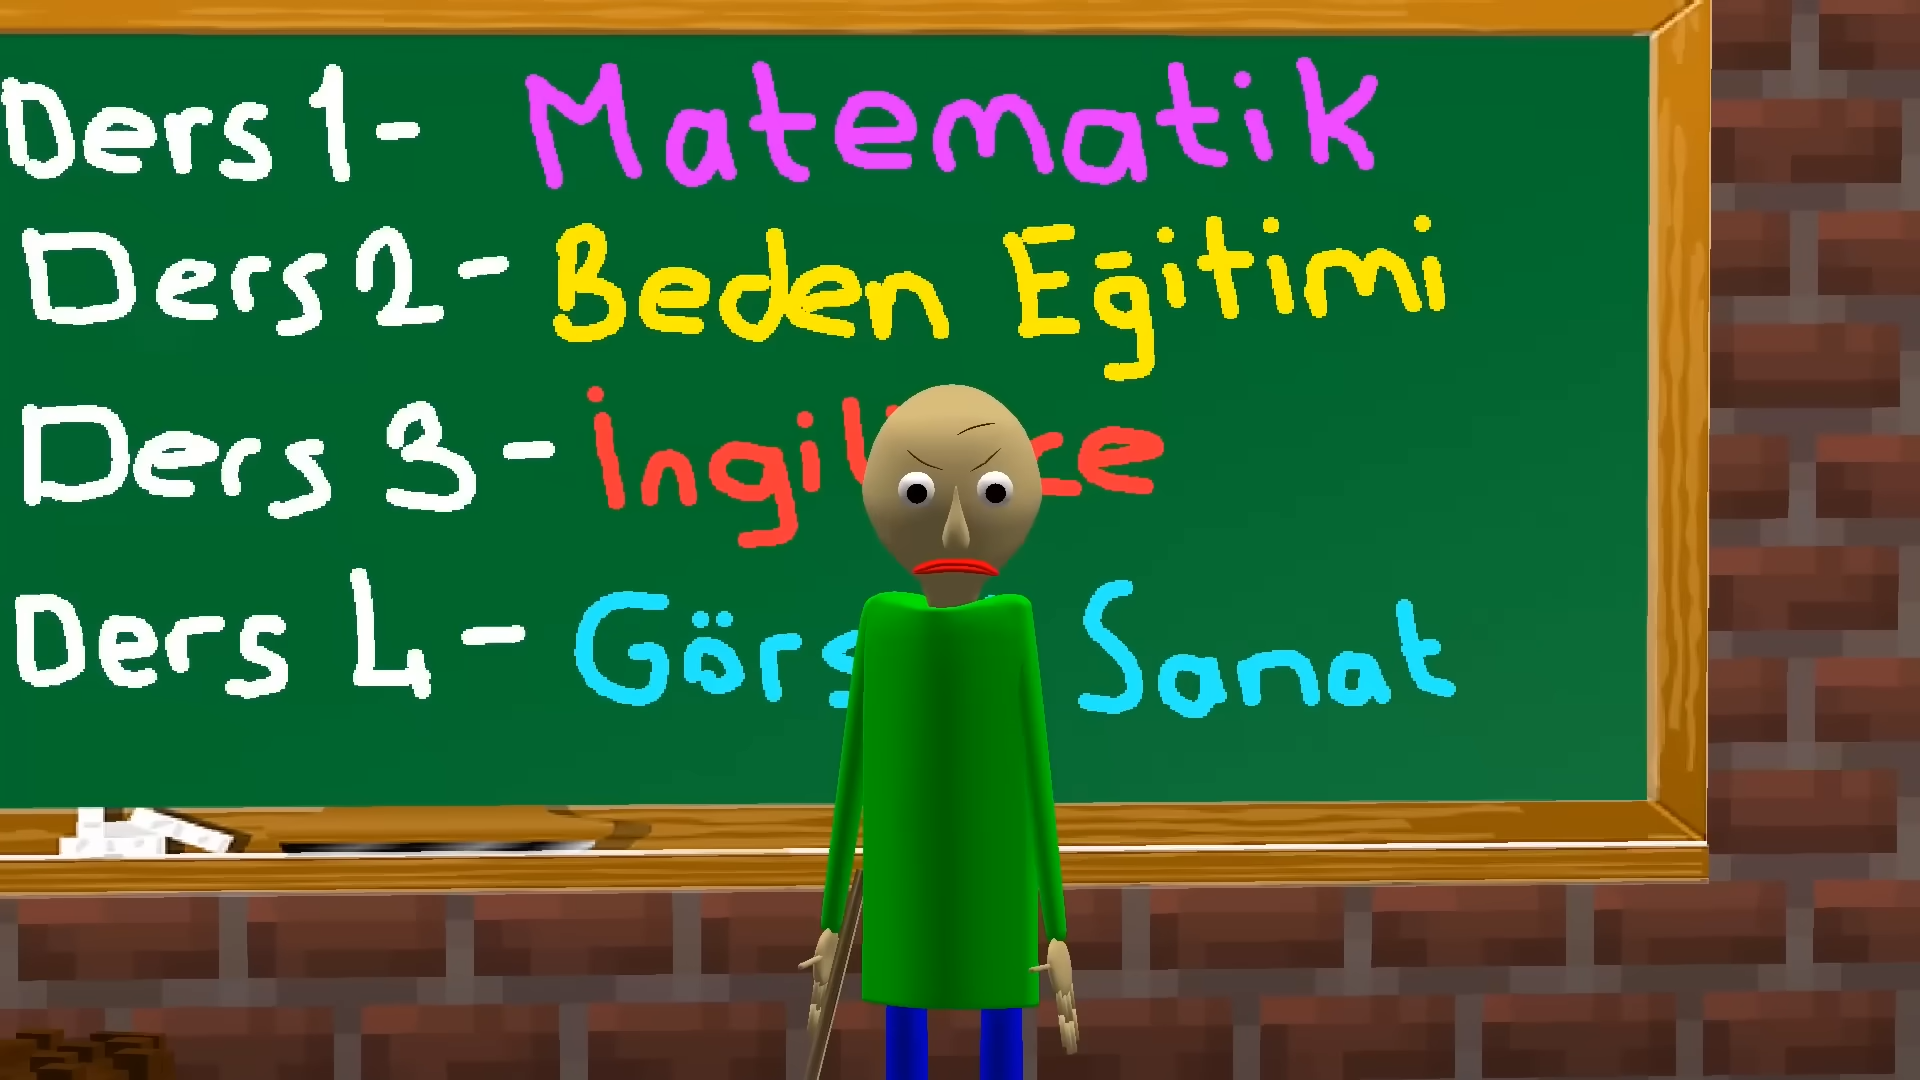 Ders 1- Matematik
Ders 2- Beden Eğitimi
Ders 3-
Ders 4- Sanat